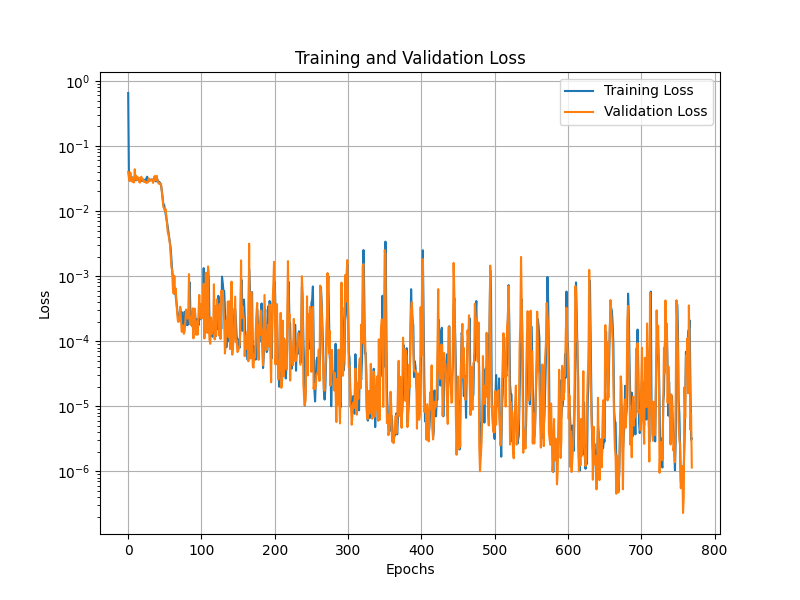 Training and Validation Loss
Training Loss
Validation Loss
Loss
10⁰
10⁻¹
10⁻²
10⁻³
10⁻⁴
10⁻⁵
10⁻⁶
0 100 200 300 400 500 600 700 800
Epochs